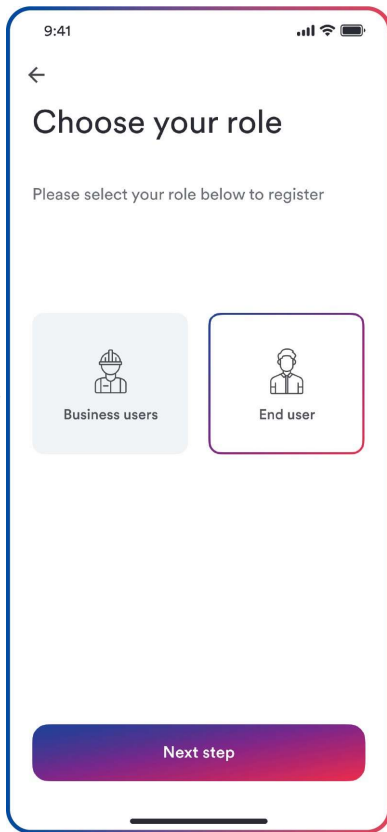 9:41
Choose your role
Please select your role below to register
Business users
End user
Next step